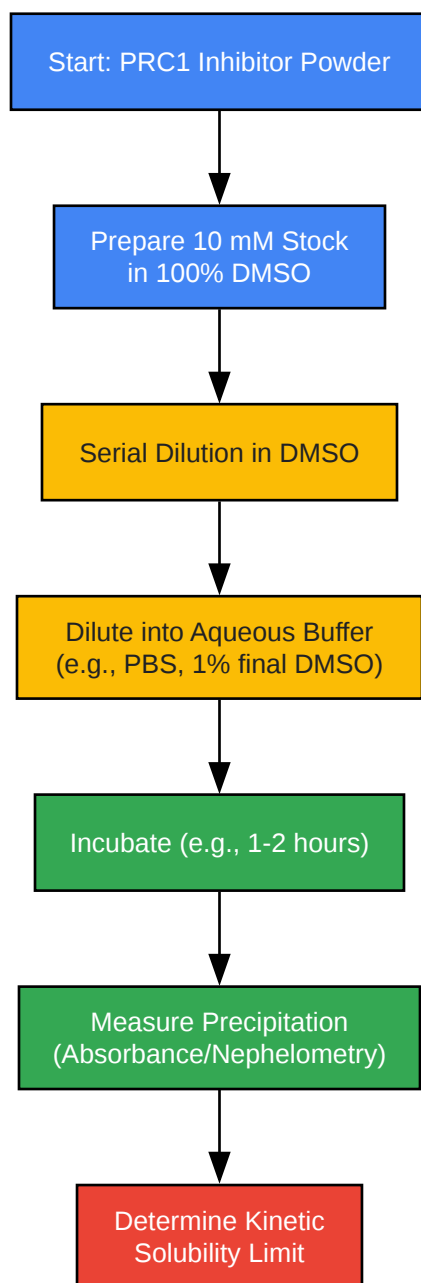 Start: PRC1 Inhibitor Powder
Prepare 10 mM Stock
in 100% DMSO
Serial Dilution in DMSO
Dilute into Aqueous Buffer
(e.g., PBS, 1% final DMSO)
Incubate (e.g., 1-2 hours)
Measure Precipitation
(Absorbance/Nephelometry)
Determine Kinetic
Solubility Limit